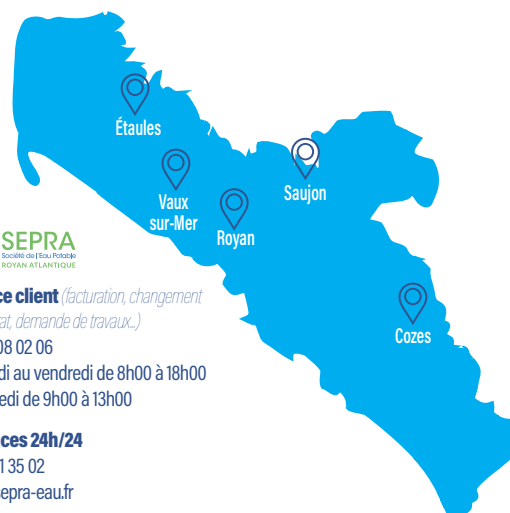 Étaules
Vaux
sur-Mer
Royan
Saujon
Cozes
SEPRA
Société de l'Eau Potable
ROYAN ATLANTIQUE
ce client (facturation, changement
rat, demande de travaux...)
08 02 06
di au vendredi de 8h00 à 18h00
edi de 9h00 à 13h00
ces 24h/24
1 35 02
sepra-eau.fr